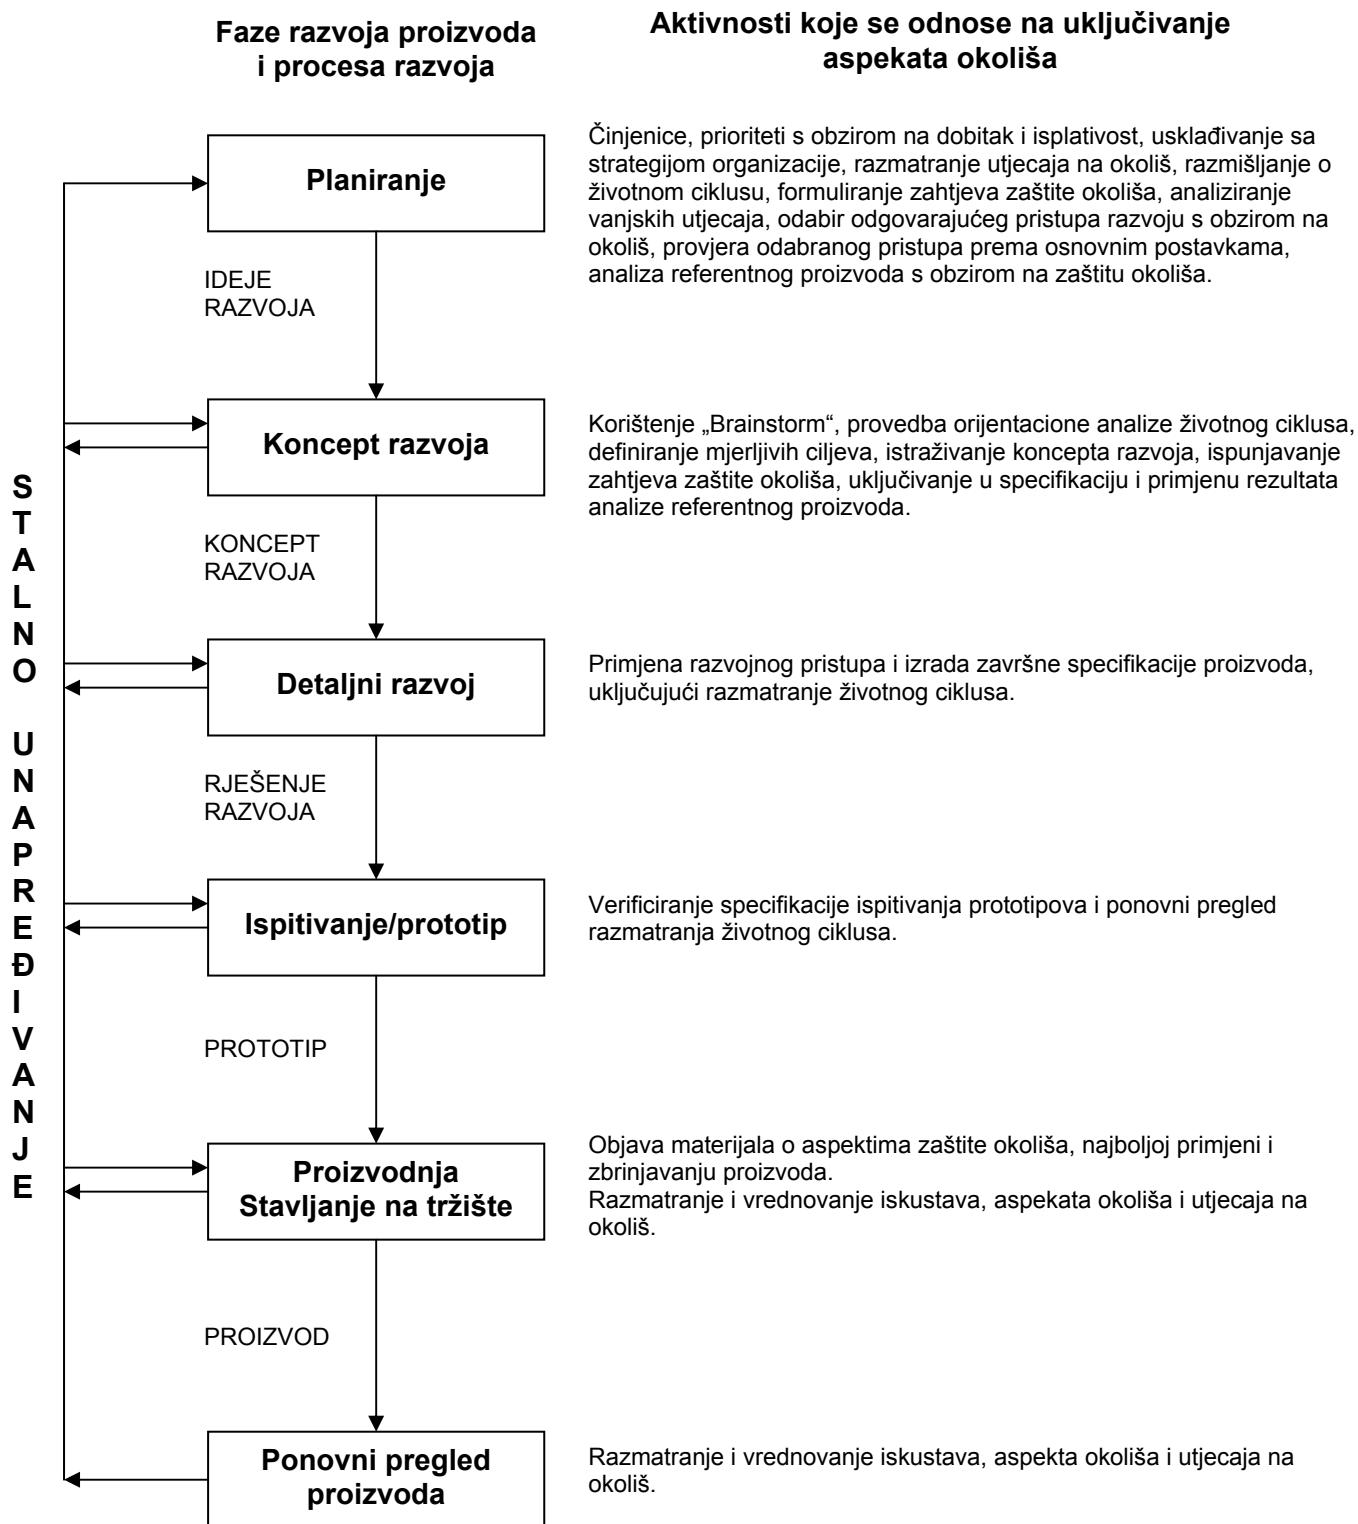 Faze razvoja proizvoda
i procesa razvoja
Aktivnosti koje se odnose na uključivanje
aspekata okoliša
Planiranje
Činjenice, prioriteti s obzirom na dobitak i isplativost, usklađivanje sa
strategijom organizacije, razmatranje utjecaja na okoliš, razmišljanje o
životnom ciklusu, formuliranje zahtjeva zaštite okoliša, analiziranje
vanjskih utjecaja, odabir odgovarajućeg pristupa razvoju s obzirom na
okoliš, provjera odabranog pristupa prema osnovnim postavkama,
analiza referentnog proizvoda s obzirom na zaštitu okoliša.
IDEJE
RAZVOJA
Koncept razvoja
Korištenje „Brainstorm“, provedba orijentacione analize životnog ciklusa,
definiranje mjerljivih ciljeva, istraživanje koncepta razvoja, ispunjavanje
zahtjeva zaštite okoliša, uključivanje u specifikaciju i primjenu rezultata
analize referentnog proizvoda.
KONCEPT
RAZVOJA
Detaljni razvoj
Primjena razvojnog pristupa i izrada završne specifikacije proizvoda,
uključujući razmatranje životnog ciklusa.
RJEŠENJE
RAZVOJA
Ispitivanje/prototip
Verificiranje specifikacije ispitivanja prototipova i ponovni pregled
razmatranja životnog ciklusa.
PROTOTIP
Proizvodnja
Stavljanje na tržište
Objava materijala o aspektima zaštite okoliša, najboljoj primjeni i
zbrinjavanju proizvoda.
Razmatranje i vrednovanje iskustava, aspekata okoliša i utjecaja na
okoliš.
PROIZVOD
Ponovni pregled
proizvoda
Razmatranje i vrednovanje iskustava, aspekta okoliša i utjecaja na
okoliš.
STALNO UNAPREĐIVANJE